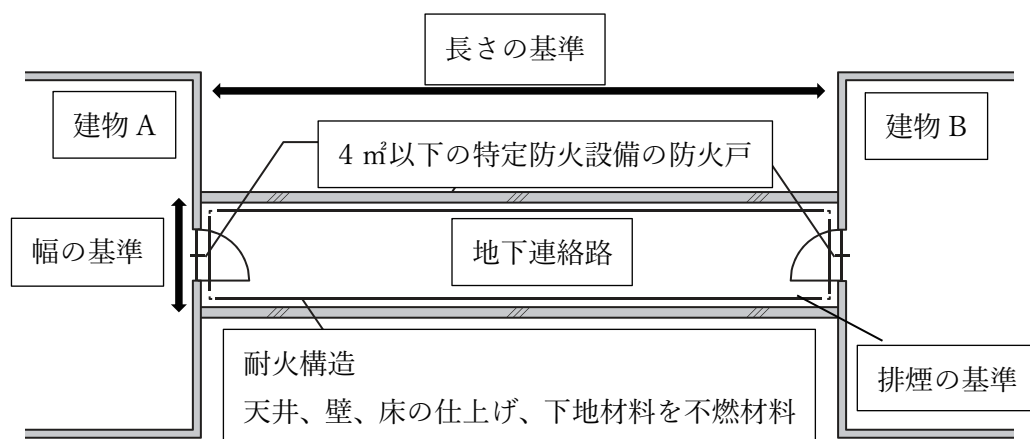 長さの基準
建物 A
建物 B
4 ㎡以下の特定防火設備の防火戸
幅の基準
地下連絡路
耐火構造
天井、壁、床の仕上げ、下地材料を不燃材料
排煙の基準